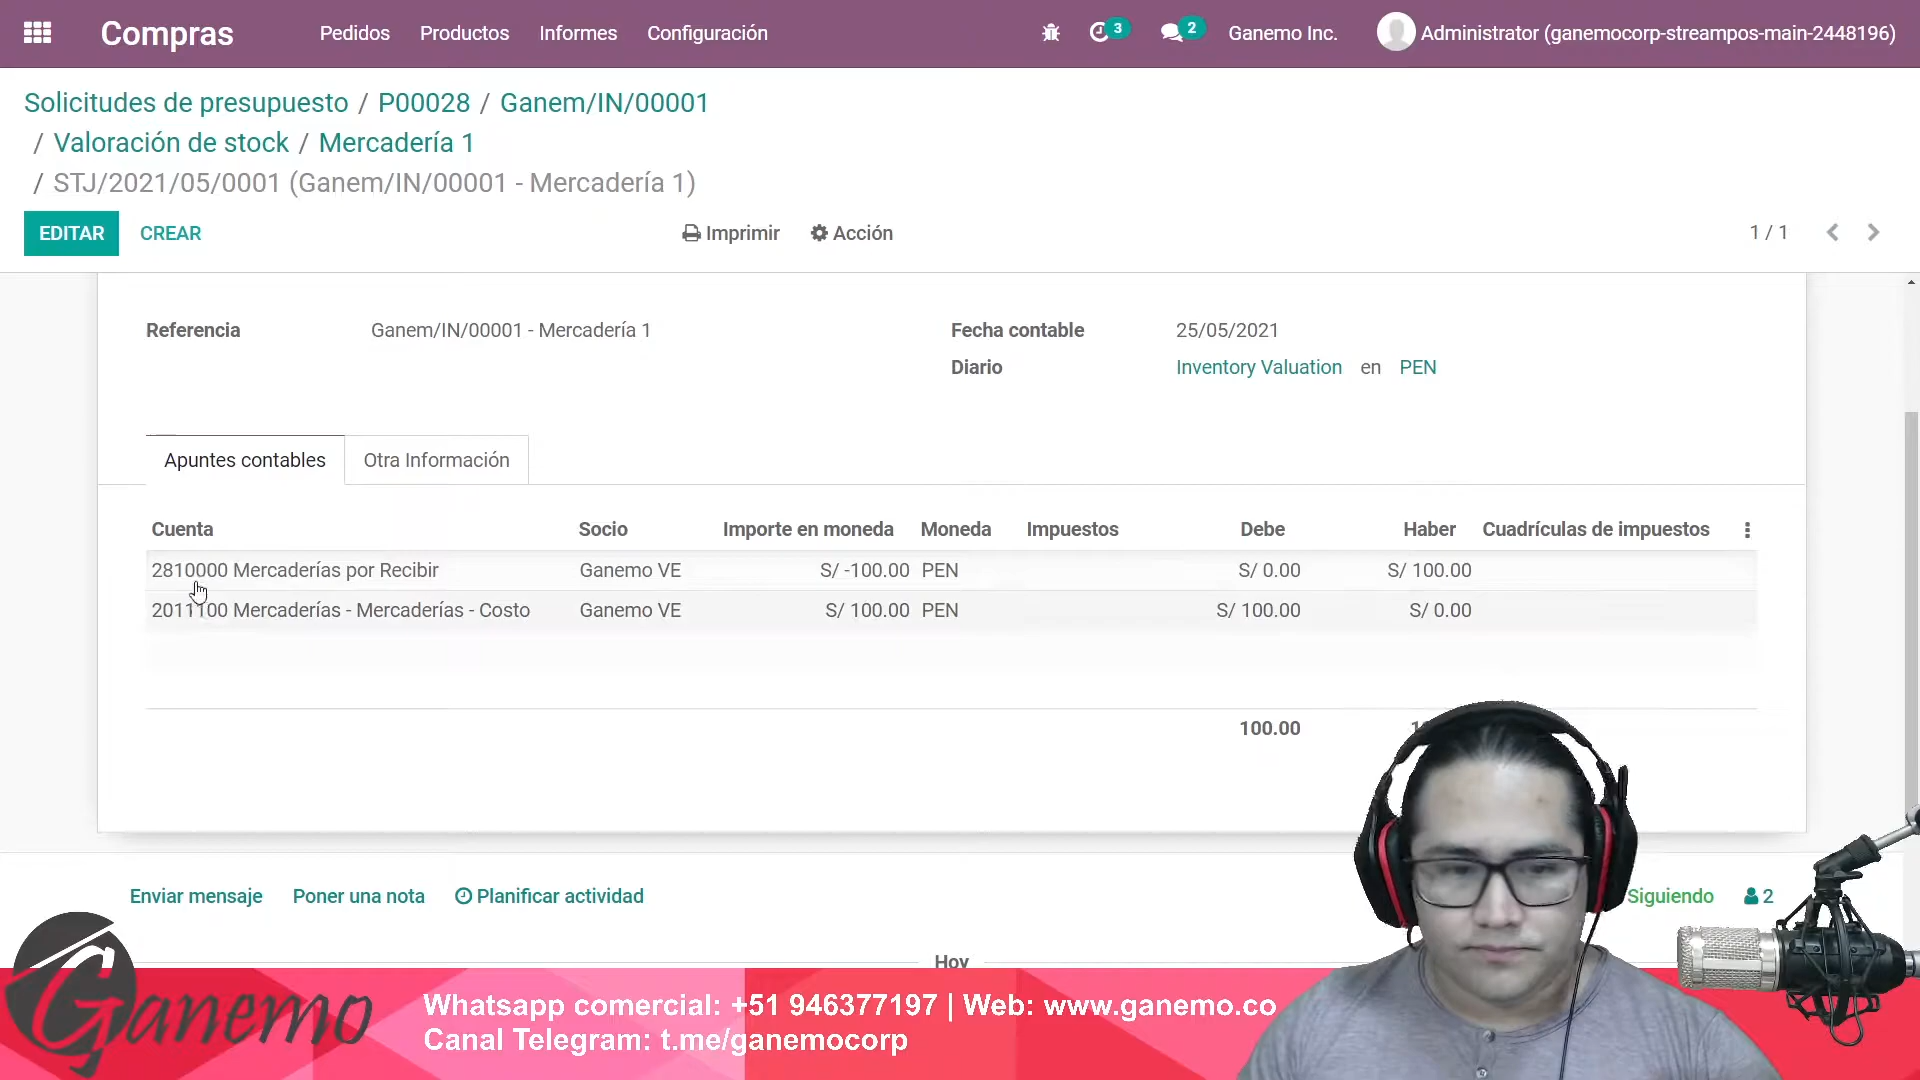 Compras
Pedidos Productos Informes Configuración
3 2 Ganemo Inc. Administrator (ganemocorp-streampos-main-2448196)
Solicitudes de presupuesto / P00028 / Ganem/IN/00001
/ Valoración de stock / Mercadería 1
/ STJ/2021/05/0001 (Ganem/IN/00001 - Mercadería 1)
EDITAR CREAR Imprimir Acción 1 / 1
Referencia Ganem/IN/00001 - Mercadería 1 Fecha contable 25/05/2021
Diario Inventory Valuation en PEN
Apuntes contables Otra Información
Cuenta Socio Importe en moneda Moneda Impuestos Debe Haber Cuadrículas de impuestos
2810000 Mercaderías por Recibir Ganemo VE S/ -100.00 PEN S/ 0.00 S/ 100.00
2011100 Mercaderías - Mercaderías - Costo Ganemo VE S/ 100.00 PEN S/ 100.00 S/ 0.00
100.00
Enviar mensaje Poner una nota Planificar actividad Siguiendo 2
Hoy
Ganemo
Whatsapp comercial: +51 946377197 | Web: www.ganemo.co
Canal Telegram: t.me/ganemocorp